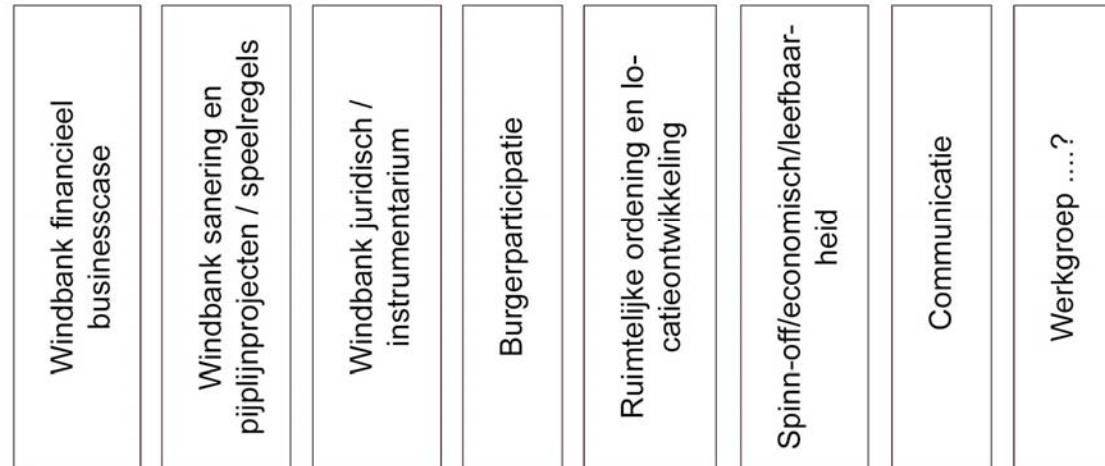 Windbank financieel
businesscase
Windbank sanering en
pijplijnprojecten / speelregels
Windbank juridisch /
instrumentarium
Burgerparticipatie
Ruimtelijke ordening en lo-
catieontwikkeling
Spinn-off/economisch/leefbaar-
heid
Communicatie
Werkgroep ....?